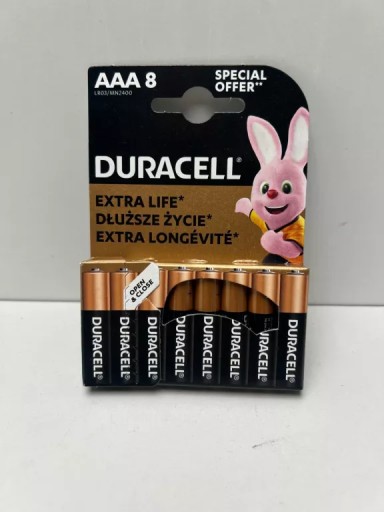 AAA 8
LR03/MN2400
SPECIAL
OFFER**
DURACELL®
EXTRA LIFE*
DŁUŻSZE ŻYCIE*
EXTRA LONGÉVITÉ*
OPEN
& CLOSE
DURACELL®
DURACELL®
DURACELL®
DURACELL®
DURACELL®
DURACELL®
DURACELL®
DURACELL®